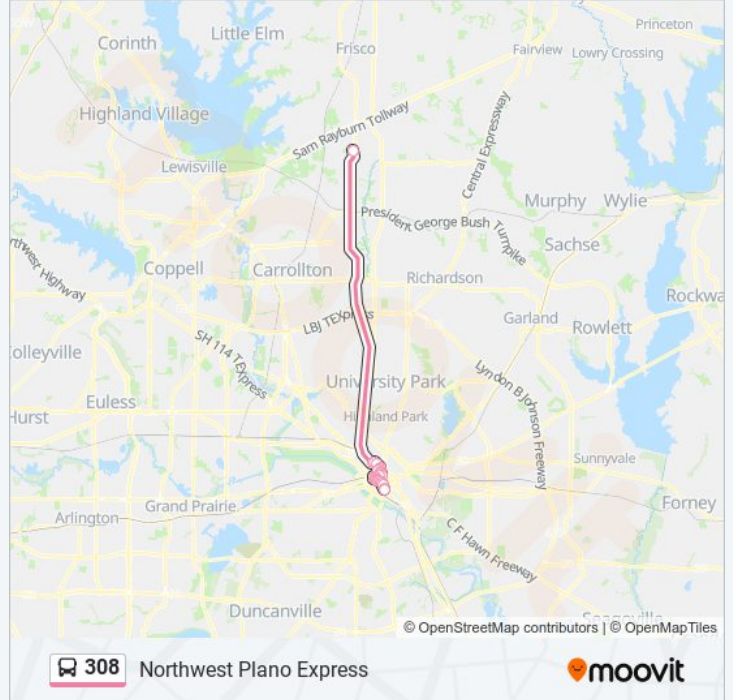 Princeton
Little Elm
Corinth
Frisco
Fairview
Lowry Crossing
Highland Village
Sam Rayburn Tollway
Central Expressway
Lewisville
Murphy
Wylie
President George Bush Turnpike
Sachse
rthwest Highway
Coppell
Carrollton
Richardson
Rockwa
LBJ TEXpress
Garland
Rowlett
SH 114 TEXpress
olleyville
University Park
Lyndon B Johnson Freeway
Euless
Highland Park
Hurst
Sunnyvale
Grand Prairie
Forney
Arlington
C F Hawn Freeway
Duncanville
Seagoville
© OpenStreetMap contributors | © OpenMapTiles
308 Northwest Plano Express
moovit